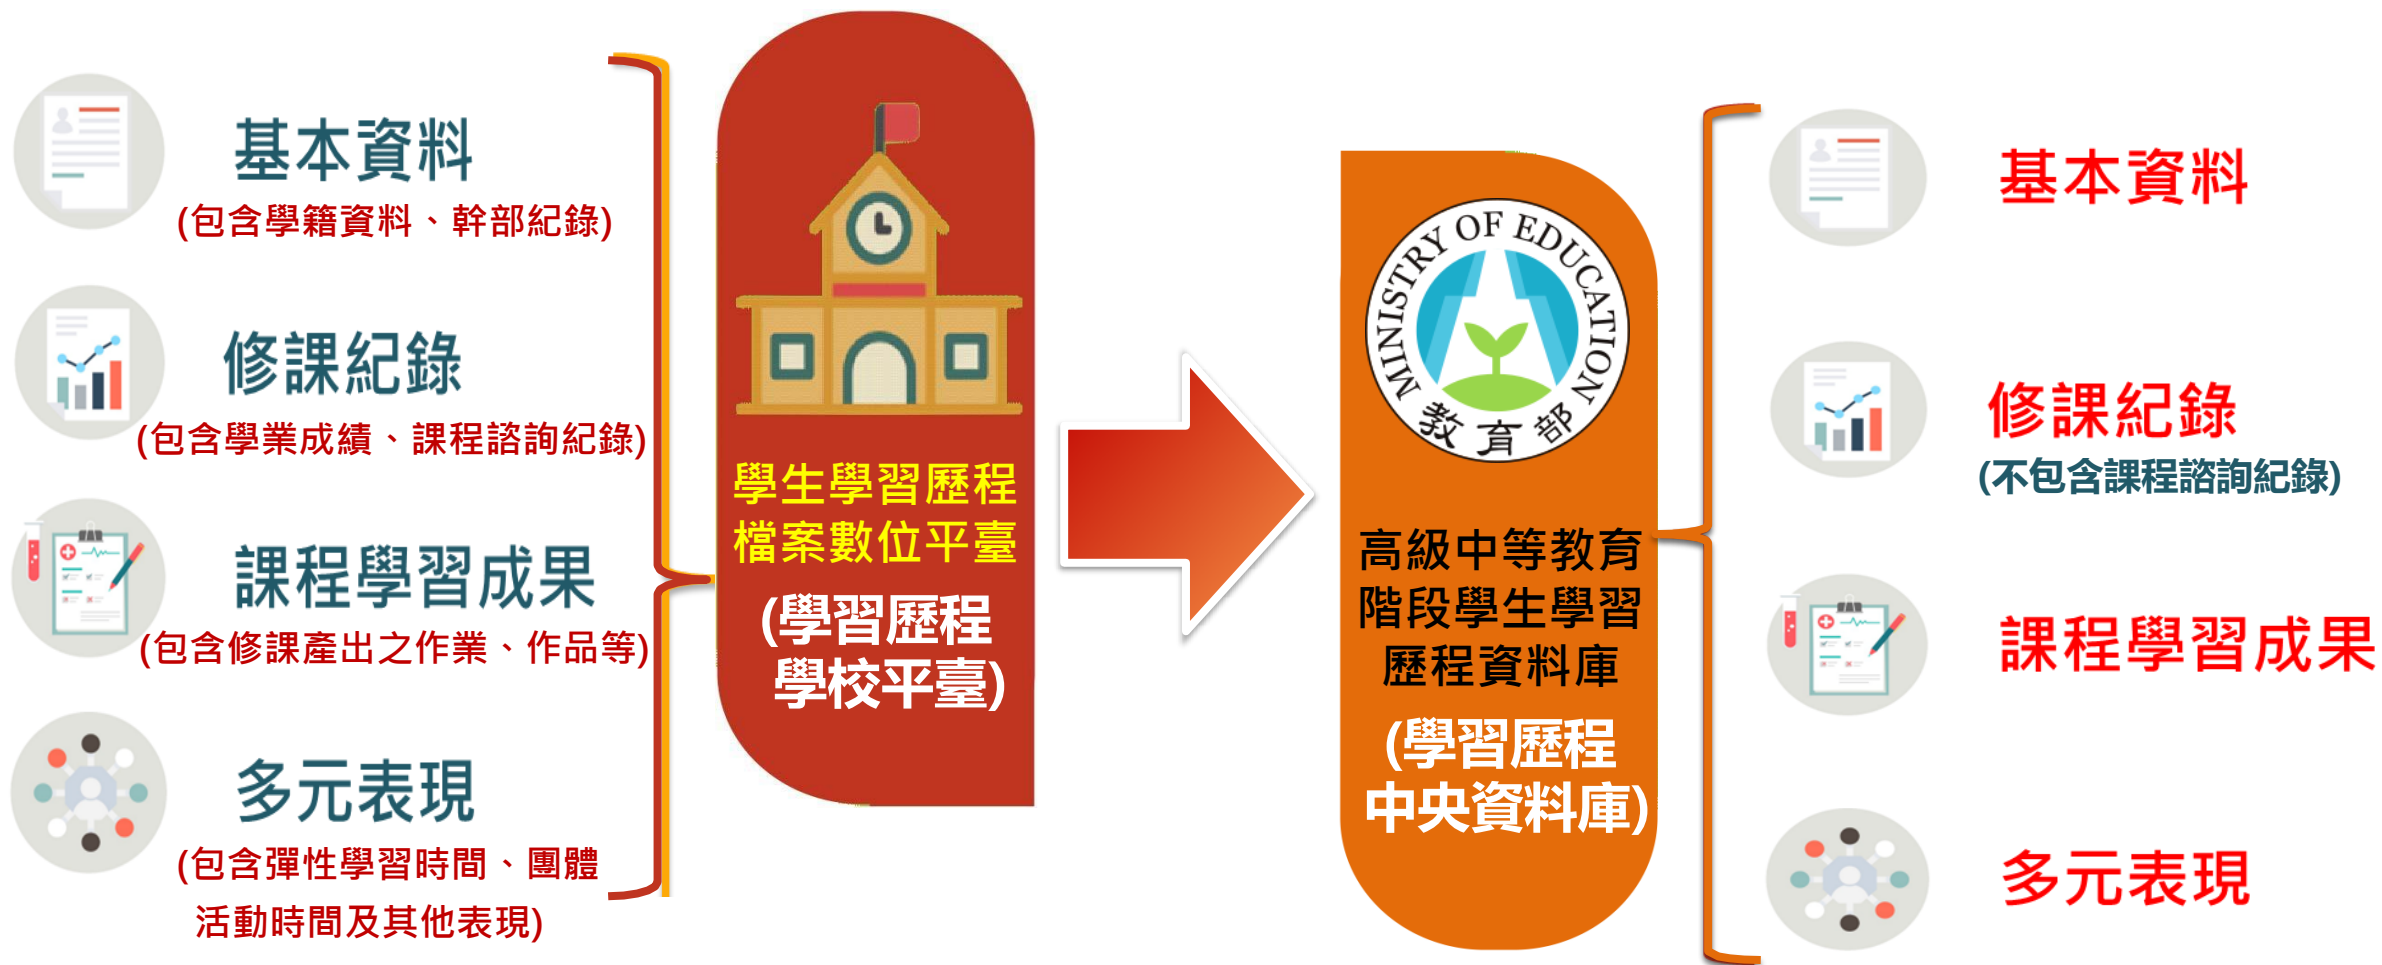 基本資料
(包含學籍資料、幹部紀錄)
修課紀錄
(包含學業成績、課程諮詢紀錄)
課程學習成果
(包含修課產出之作業、作品等)
多元表現
(包含彈性學習時間、團體
活動時間及其他表現)
學生學習歷程
檔案數位平臺
(學習歷程
學校平臺)
MINISTRY OF EDUCATION
教育部
高級中等教育
階段學生學習
歷程資料庫
(學習歷程
中央資料庫)
基本資料
修課紀錄
(不包含課程諮詢紀錄)
課程學習成果
多元表現